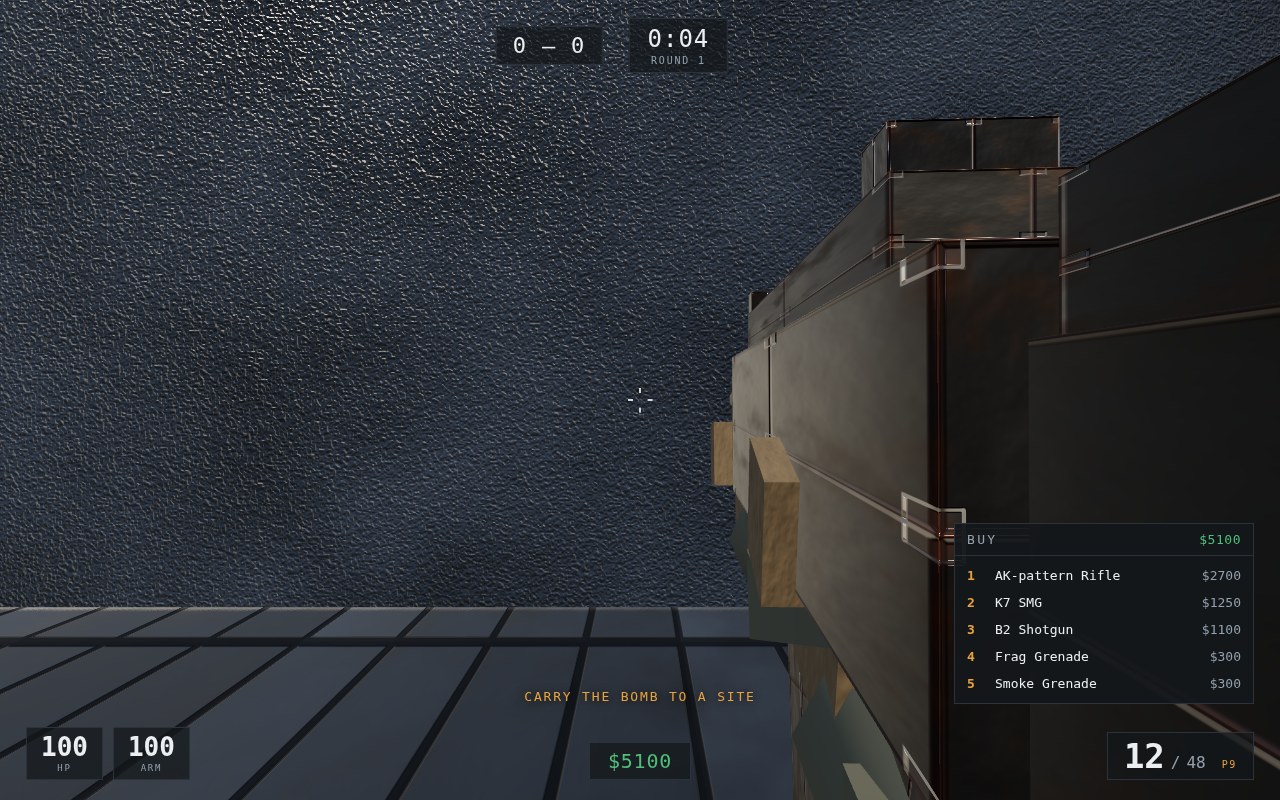 0 — 0
0:04
ROUND 1
BUY $5100
1 AK-pattern Rifle $2700
2 K7 SMG $1250
3 B2 Shotgun $1100
4 Frag Grenade $300
5 Smoke Grenade $300
CARRY THE BOMB TO A SITE
100 HP
100 ARM
$5100
12 / 48 P9